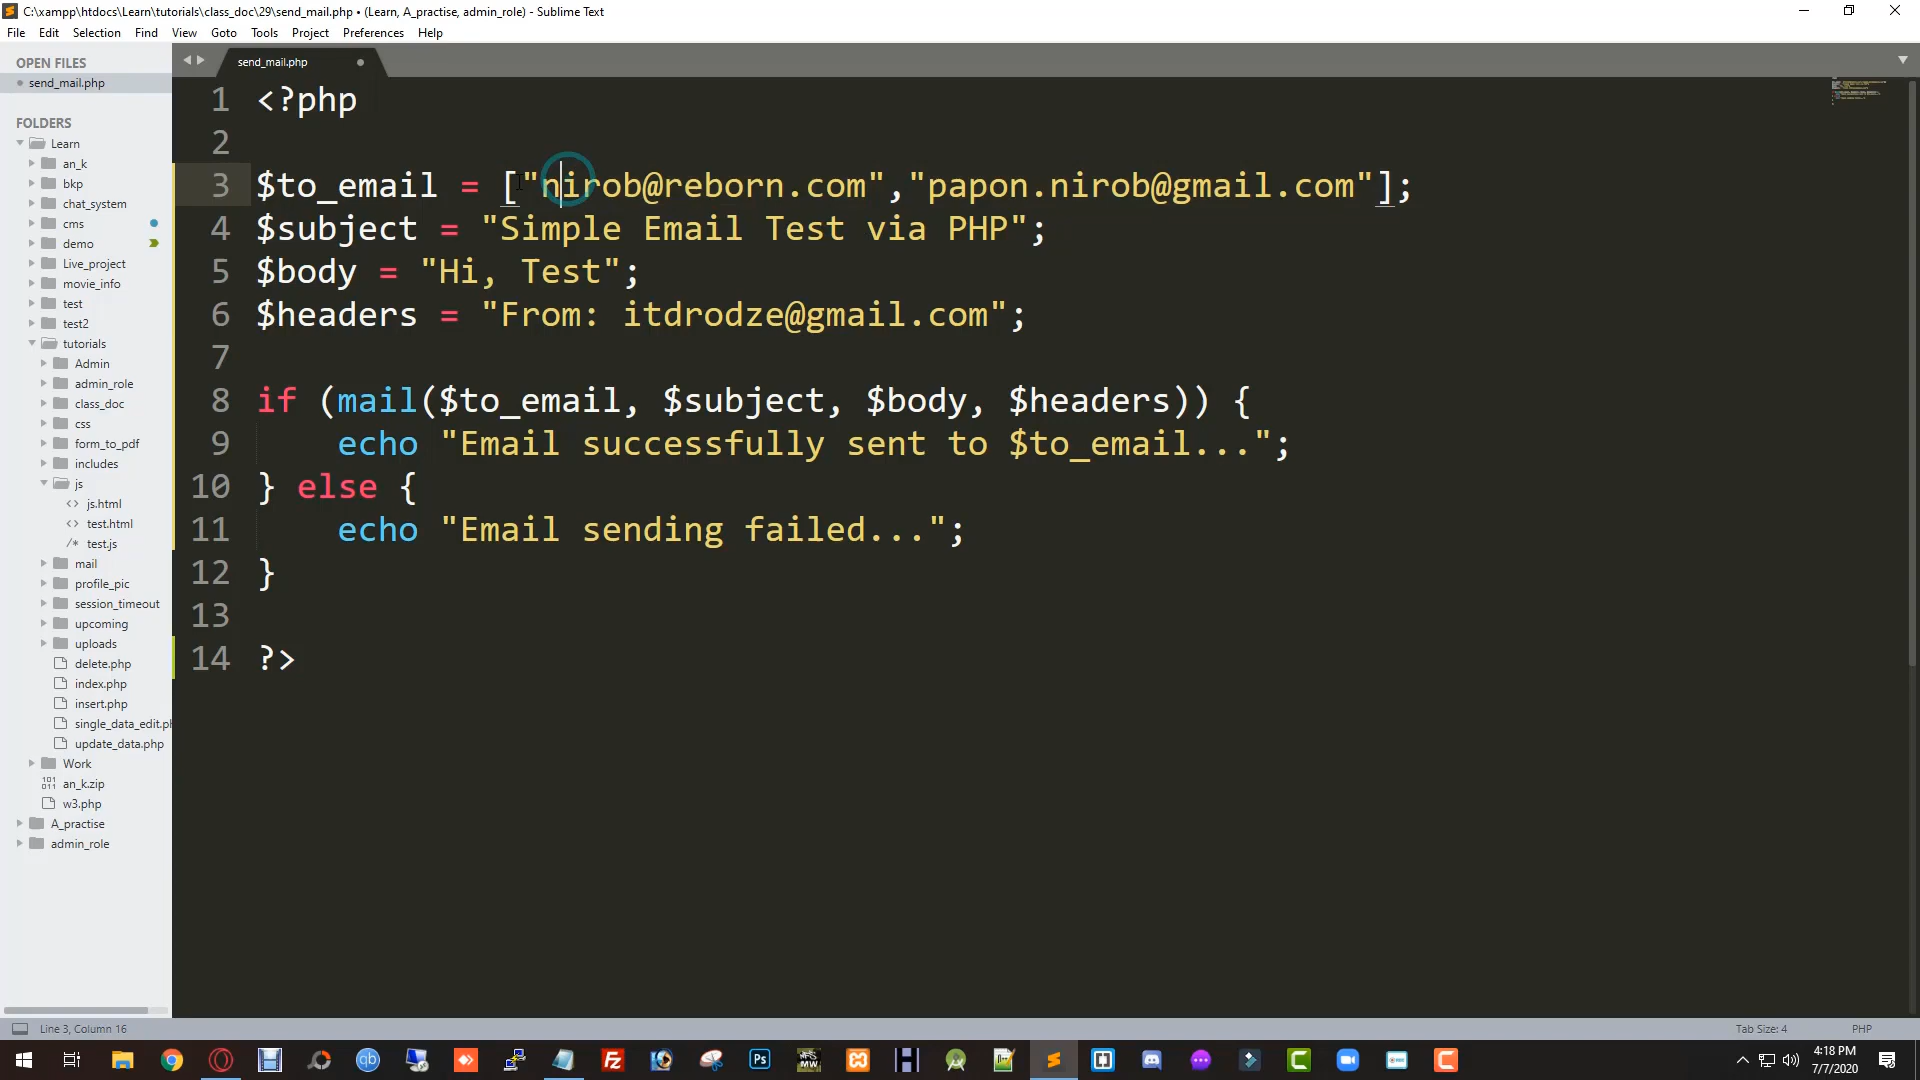 C:\xampp\htdocs\Learn\tutorials\class_doc\29\send_mail.php • (Learn, A_practise, admin_role) - Sublime Text
File Edit Selection Find View Goto Tools Project Preferences Help
OPEN FILES
send_mail.php
FOLDERS
Learn
an_k
bkp
chat_system
cms
demo
Live_project
movie_info
test
test2
tutorials
Admin
admin_role
class_doc
css
form_to_pdf
includes
js
<> js.html
<> test.html
/* test.js
mail
profile_pic
session_timeout
upcoming
uploads
delete.php
index.php
insert.php
single_data_edit.ph
update_data.php
Work
an_k.zip
w3.php
A_practise
admin_role
send_mail.php
1 <?php
2
3 $to_email = ["nirob@reborn.com","papon.nirob@gmail.com"];
4 $subject = "Simple Email Test via PHP";
5 $body = "Hi, Test";
6 $headers = "From: itdrodze@gmail.com";
7
8 if (mail($to_email, $subject, $body, $headers)) {
9 echo "Email successfully sent to $to_email...";
10 } else {
11 echo "Email sending failed...";
12 }
13
14 ?>
Line 3, Column 16
Tab Size: 4 PHP
4:18 PM
7/7/2020